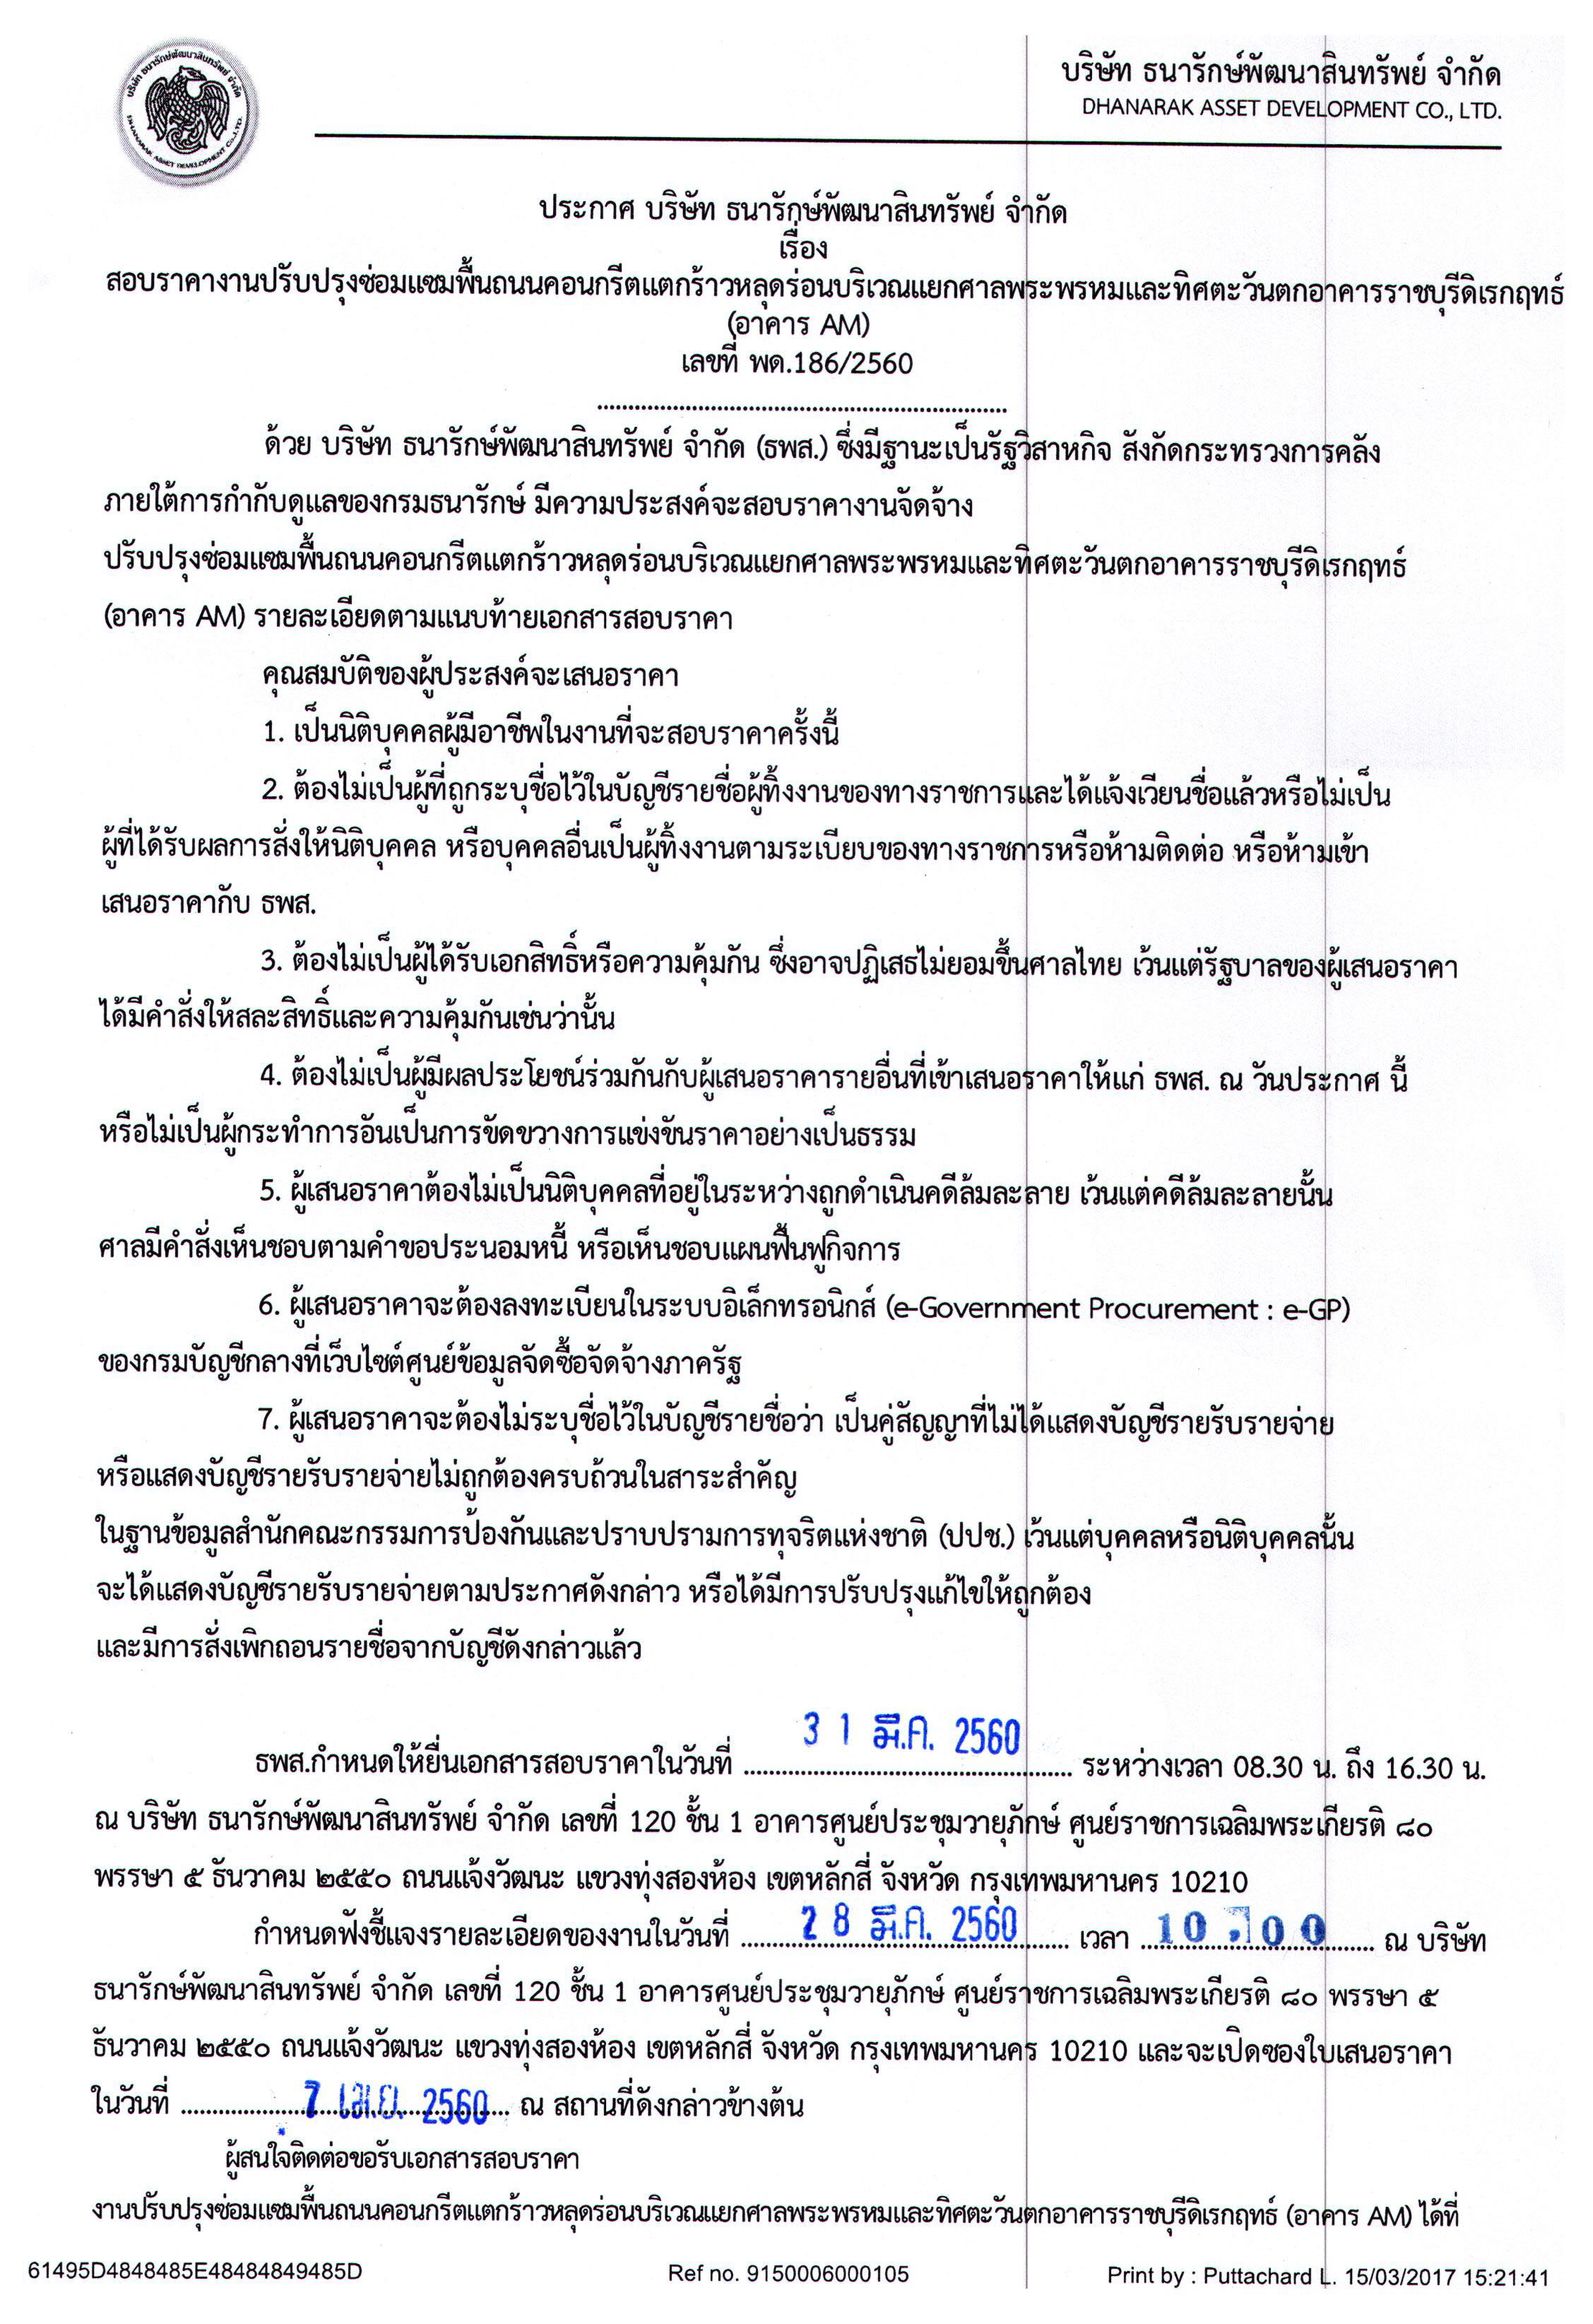 บริษัท ธนารักษ์พัฒนาสินทรัพย์ จำกัด
DHANARAK ASSET DEVELOPMENT CO., LTD.
บริษัท ธนารักษ์พัฒนาสินทรัพย์ จำกัด
DHANARAK ASSET DEVELOPMENT CO.,LTD.
ประกาศ บริษัท ธนารักษ์พัฒนาสินทรัพย์ จำกัด
เรื่อง
สอบราคางานปรับปรุงซ่อมแซมพื้นถนนคอนกรีตแตกร้าวหลุดร่อนบริเวณแยกศาลพระพรหมและทิศตะวันตกอาคารราชบุรีดิเรกฤทธ์
(อาคาร AM)
เลขที่ พด.186/2560
ด้วย บริษัท ธนารักษ์พัฒนาสินทรัพย์ จำกัด (ธพส.) ซึ่งมีฐานะเป็นรัฐวิสาหกิจ สังกัดกระทรวงการคลัง
ภายใต้การกำกับดูแลของกรมธนารักษ์ มีความประสงค์จะสอบราคางานจัดจ้าง
ปรับปรุงซ่อมแซมพื้นถนนคอนกรีตแตกร้าวหลุดร่อนบริเวณแยกศาลพระพรหมและทิศตะวันตกอาคารราชบุรีดิเรกฤทธ์
(อาคาร AM) รายละเอียดตามแนบท้ายเอกสารสอบราคา
คุณสมบัติของผู้ประสงค์จะเสนอราคา
1. เป็นนิติบุคคลผู้มีอาชีพในงานที่จะสอบราคาครั้งนี้
2. ต้องไม่เป็นผู้ที่ถูกระบุชื่อไว้ในบัญชีรายชื่อผู้ทิ้งงานของทางราชการและได้แจ้งเวียนชื่อแล้วหรือไม่เป็น
ผู้ที่ได้รับผลการสั่งให้นิติบุคคล หรือบุคคลอื่นเป็นผู้ทิ้งงานตามระเบียบของทางราชการหรือห้ามติดต่อ หรือห้ามเข้า
เสนอราคากับ ธพส.
3. ต้องไม่เป็นผู้ได้รับเอกสิทธิ์หรือความคุ้มกัน ซึ่งอาจปฏิเสธไม่ยอมขึ้นศาลไทย เว้นแต่รัฐบาลของผู้เสนอราคา
ได้มีคำสั่งให้สละสิทธิ์และความคุ้มกันเช่นว่านั้น
4. ต้องไม่เป็นผู้มีผลประโยชน์ร่วมกันกับผู้เสนอราคารายอื่นที่เข้าเสนอราคาให้แก่ ธพส. ณ วันประกาศ นี้
หรือไม่เป็นผู้กระทำการอันเป็นการขัดขวางการแข่งขันราคาอย่างเป็นธรรม
5. ผู้เสนอราคาต้องไม่เป็นนิติบุคคลที่อยู่ในระหว่างถูกดำเนินคดีล้มละลาย เว้นแต่คดีล้มละลายนั้น
ศาลมีคำสั่งเห็นชอบตามคำขอประนอมหนี้ หรือเห็นชอบแผนฟื้นฟูกิจการ
6. ผู้เสนอราคาจะต้องลงทะเบียนในระบบอิเล็กทรอนิกส์ (e-Government Procurement : e-GP)
ของกรมบัญชีกลางที่เว็บไซต์ศูนย์ข้อมูลจัดซื้อจัดจ้างภาครัฐ
7. ผู้เสนอราคาจะต้องไม่ระบุชื่อไว้ในบัญชีรายชื่อว่า เป็นคู่สัญญาที่ไม่ได้แสดงบัญชีรายรับรายจ่าย
หรือแสดงบัญชีรายรับรายจ่ายไม่ถูกต้องครบถ้วนในสาระสำคัญ
ในฐานข้อมูลสำนักคณะกรรมการป้องกันและปราบปรามการทุจริตแห่งชาติ (ปปช.) เว้นแต่บุคคลหรือนิติบุคคลนั้น
จะได้แสดงบัญชีรายรับรายจ่ายตามประกาศดังกล่าว หรือได้มีการปรับปรุงแก้ไขให้ถูกต้อง
และมีการสั่งเพิกถอนรายชื่อจากบัญชีดังกล่าวแล้ว
ธพส.กำหนดให้ยื่นเอกสารสอบราคาในวันที่ 31 มี.ค. 2560 ระหว่างเวลา 08.30 น. ถึง 16.30 น.
ณ บริษัท ธนารักษ์พัฒนาสินทรัพย์ จำกัด เลขที่ 120 ชั้น 1 อาคารศูนย์ประชุมวายุภักษ์ ศูนย์ราชการเฉลิมพระเกียรติ ๘๐
พรรษา ๕ ธันวาคม ๒๕๕๐ ถนนแจ้งวัฒนะ แขวงทุ่งสองห้อง เขตหลักสี่ จังหวัด กรุงเทพมหานคร 10210
กำหนดฟังชี้แจงรายละเอียดของงานในวันที่ 28 มี.ค. 2560 เวลา 10.00 ณ บริษัท
ธนารักษ์พัฒนาสินทรัพย์ จำกัด เลขที่ 120 ชั้น 1 อาคารศูนย์ประชุมวายุภักษ์ ศูนย์ราชการเฉลิมพระเกียรติ ๘๐ พรรษา ๕
ธันวาคม ๒๕๕๐ ถนนแจ้งวัฒนะ แขวงทุ่งสองห้อง เขตหลักสี่ จังหวัด กรุงเทพมหานคร 10210 และจะเปิดซองใบเสนอราคา
ในวันที่ 7 เม.ย. 2560 ณ สถานที่ดังกล่าวข้างต้น
ผู้สนใจติดต่อขอรับเอกสารสอบราคา
งานปรับปรุงซ่อมแซมพื้นถนนคอนกรีตแตกร้าวหลุดร่อนบริเวณแยกศาลพระพรหมและทิศตะวันตกอาคารราชบุรีดิเรกฤทธ์ (อาคาร AM) ได้ที่
61495D4848485E48484849485D
Ref no. 9150006000105
Print by : Puttachard L. 15/03/2017 15:21:41